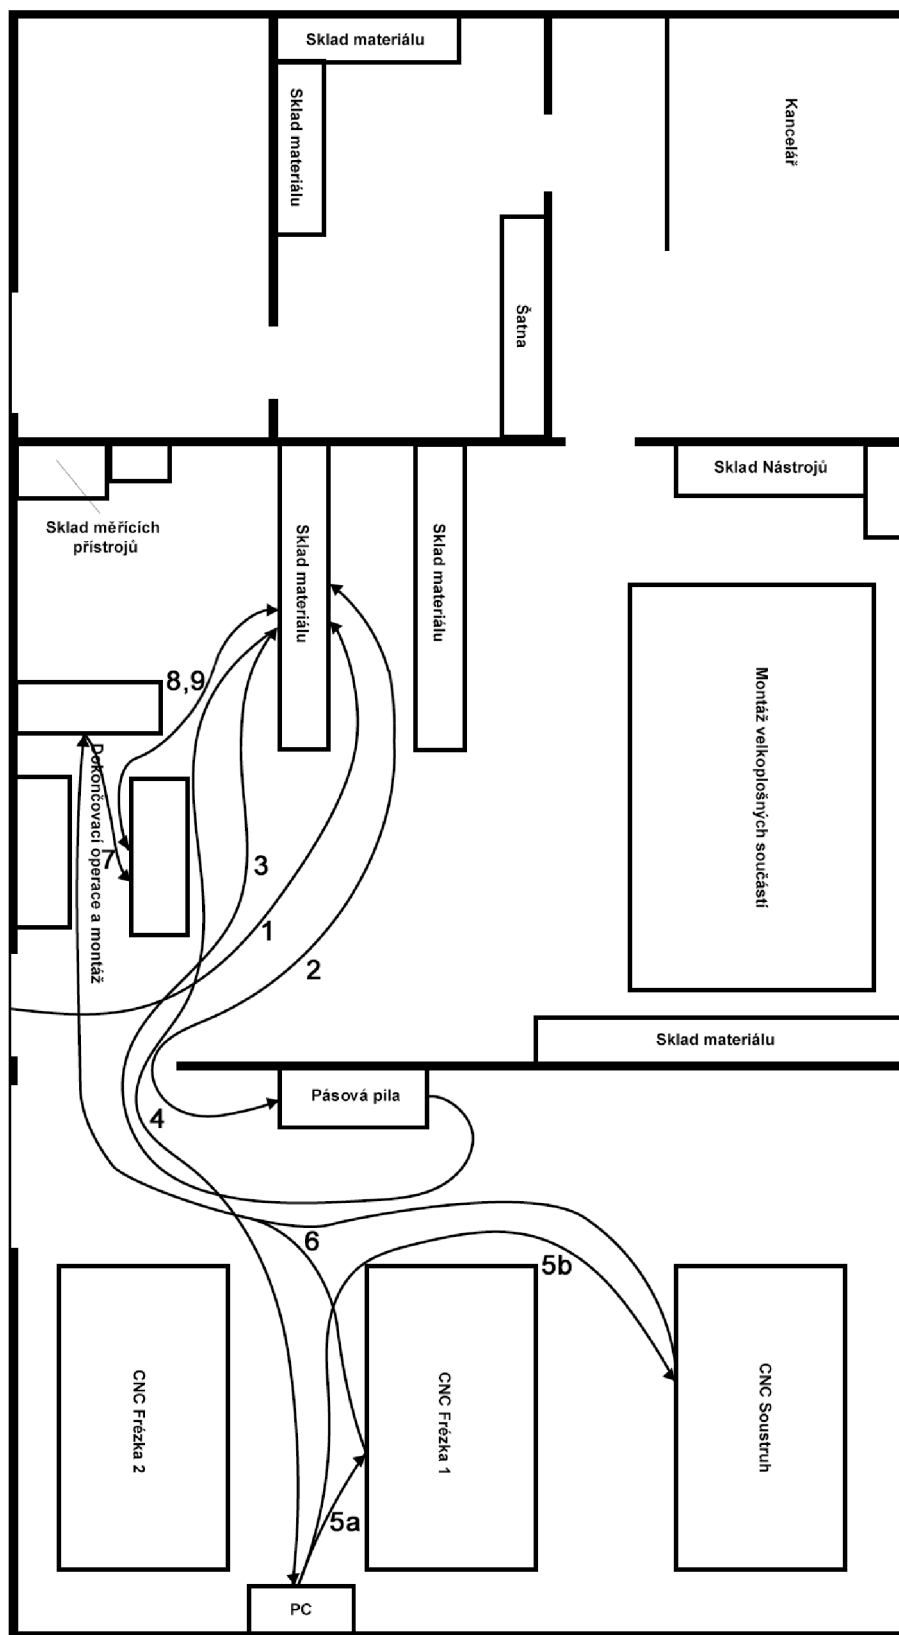 Sklad materiálu
Sklad materiálu
Kancelář
Šatna
Sklad Nástrojů
Sklad měřících
přístrojů
Sklad materiálu
Sklad materiálu
8,9
Montáž velkoplošných součástí
Dokončovací operace a montáž
7
3
1
2
Sklad materiálu
Pásová pila
4
6
5b
CNC Frézka 2
CNC Frézka 1
CNC Soustruh
5a
PC